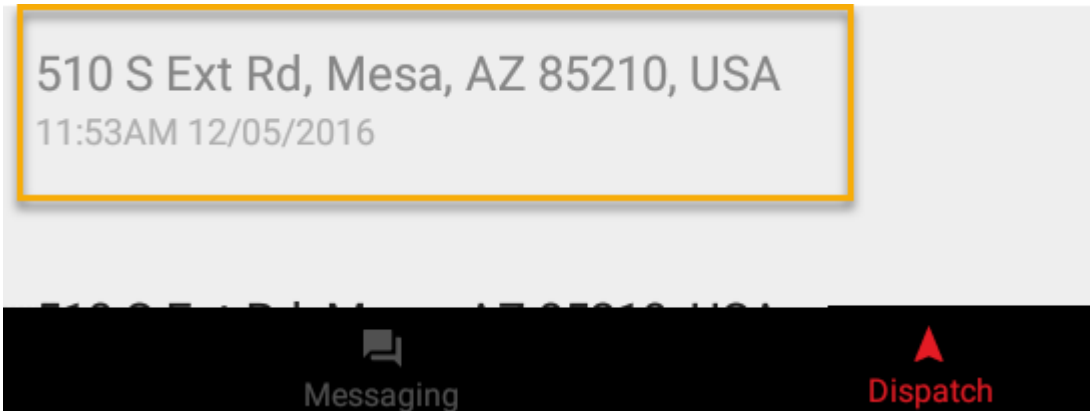 510 S Ext Rd, Mesa, AZ 85210, USA
11:53AM 12/05/2016
Messaging
Dispatch